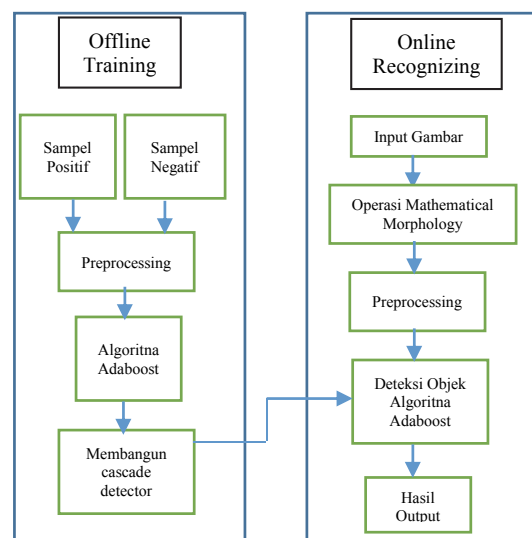 Offline
Training
Sampel
Positif
Sampel
Negatif
Preprocessing
Algoritna
Adaboost
Membangun
cascade
detector
Online
Recognizing
Input Gambar
Operasi Mathematical
Morphology
Preprocessing
Deteksi Objek
Algoritna
Adaboost
Hasil
Output